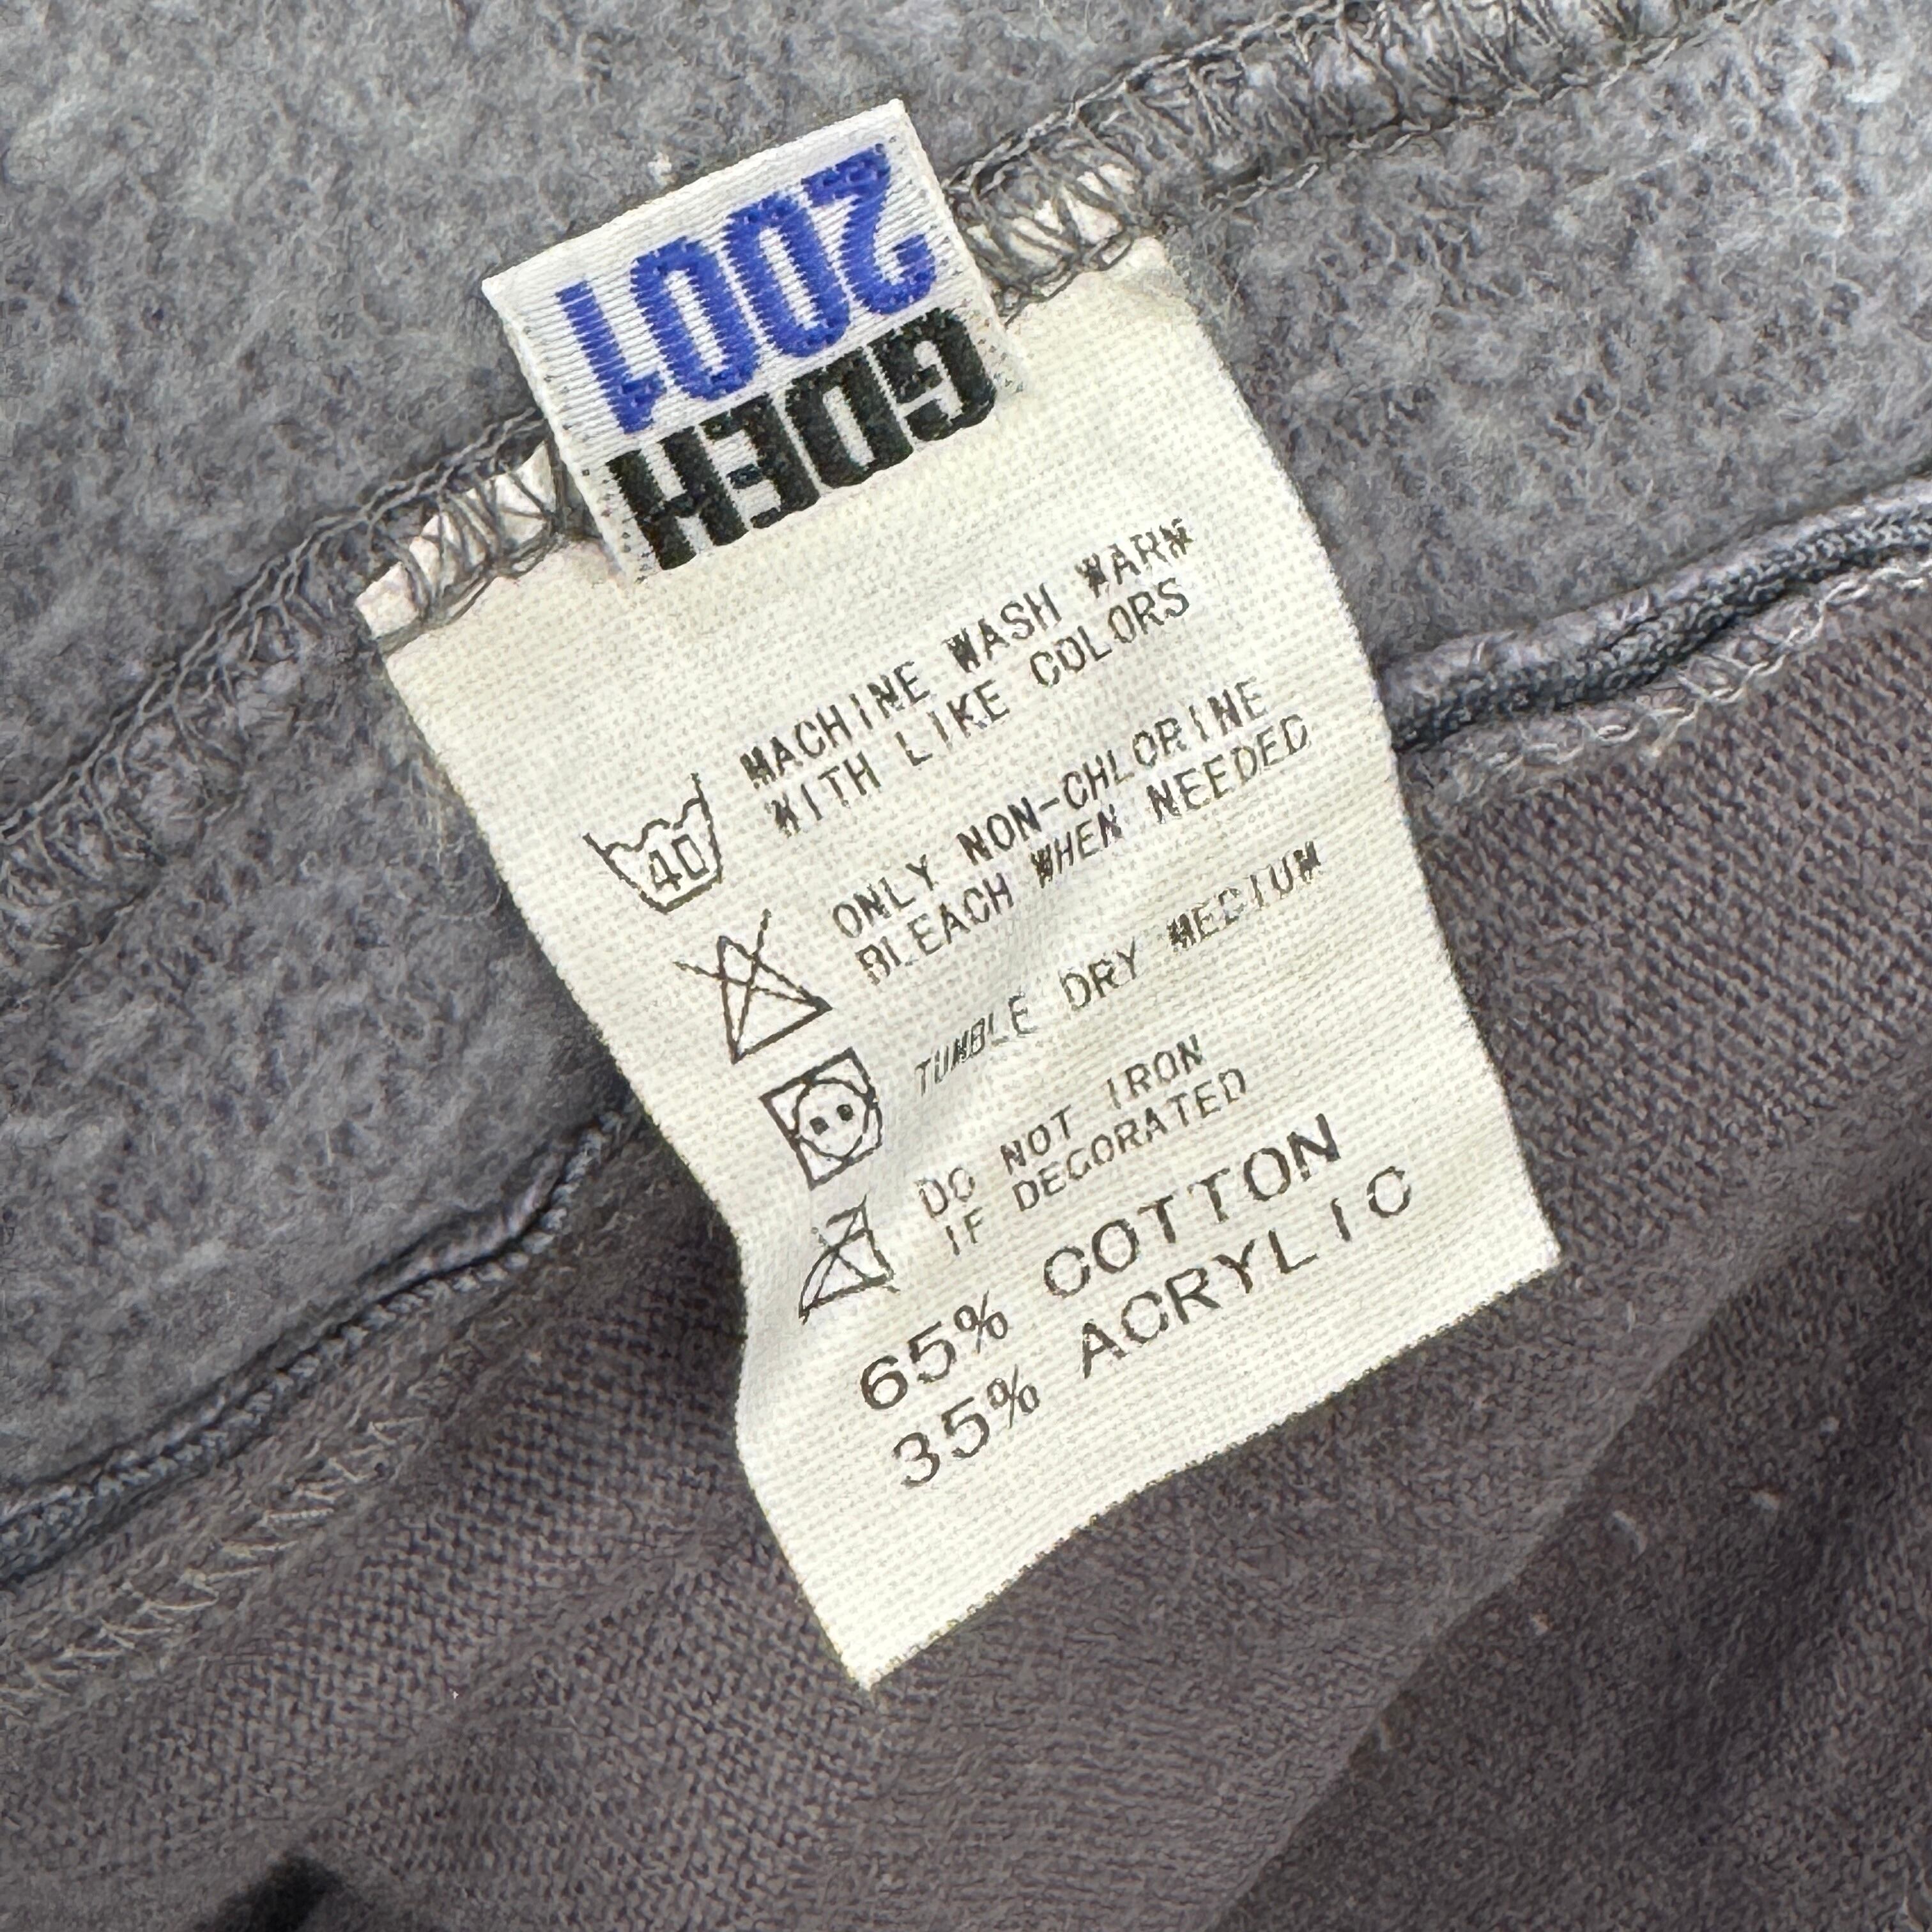 GOEH
2001
MACHINE WASH WARM
WITH LIKE COLORS
40
ONLY NON-CHLORINE
BLEACH WHEN NEEDED
TUMBLE DRY MEDIUM
DO NOT IRON
IF DECORATED
65% COTTON
35% ACRYLIC